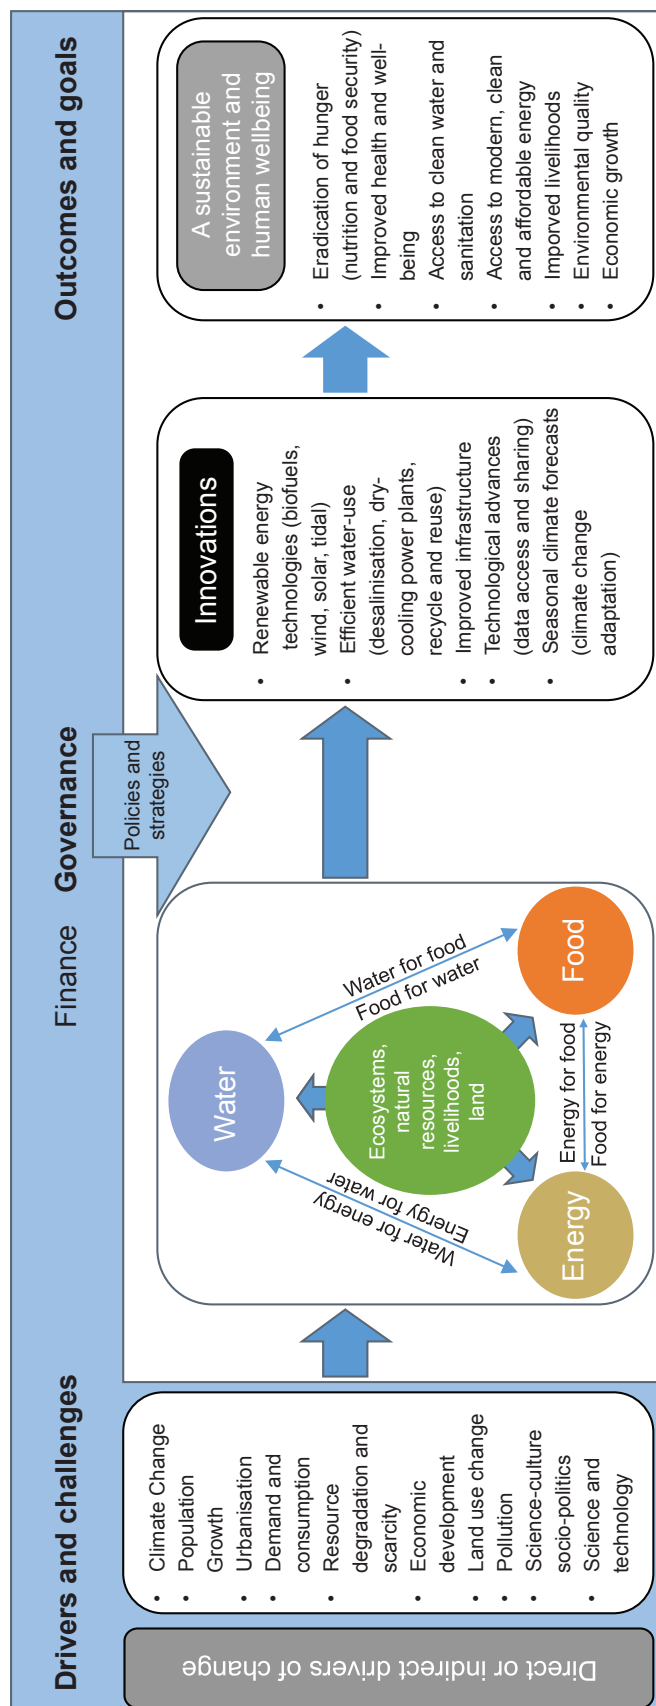 Drivers and challenges
Finance
Governance
Outcomes and goals
Direct or indirect drivers of change
• Climate Change
• Population
Growth
• Urbanisation
• Demand and
consumption
• Resource
degradation and
scarcity
• Economic
development
• Land use change
• Pollution
• Science-culture
socio-politics
• Science and
technology
Water
Water for energy
Energy for water
Water for food
Food for water
Ecosystems,
natural
resources,
livelihoods,
land
Energy
Energy for food
Food for energy
Food
Policies and
strategies
Innovations
• Renewable energy
technologies (biofuels,
wind, solar, tidal)
• Efficient water-use
(desalinisation, dry-
cooling power plants,
recycle and reuse)
• Improved infrastructure
• Technological advances
(data access and sharing)
• Seasonal climate forecasts
(climate change
adaptation)
A sustainable
environment and
human wellbeing
• Eradication of hunger
(nutrition and food security)
• Improved health and well-
being
• Access to clean water and
sanitation
• Access to modern, clean
and affordable energy
• Imporved livelihoods
• Environmental quality
• Economic growth